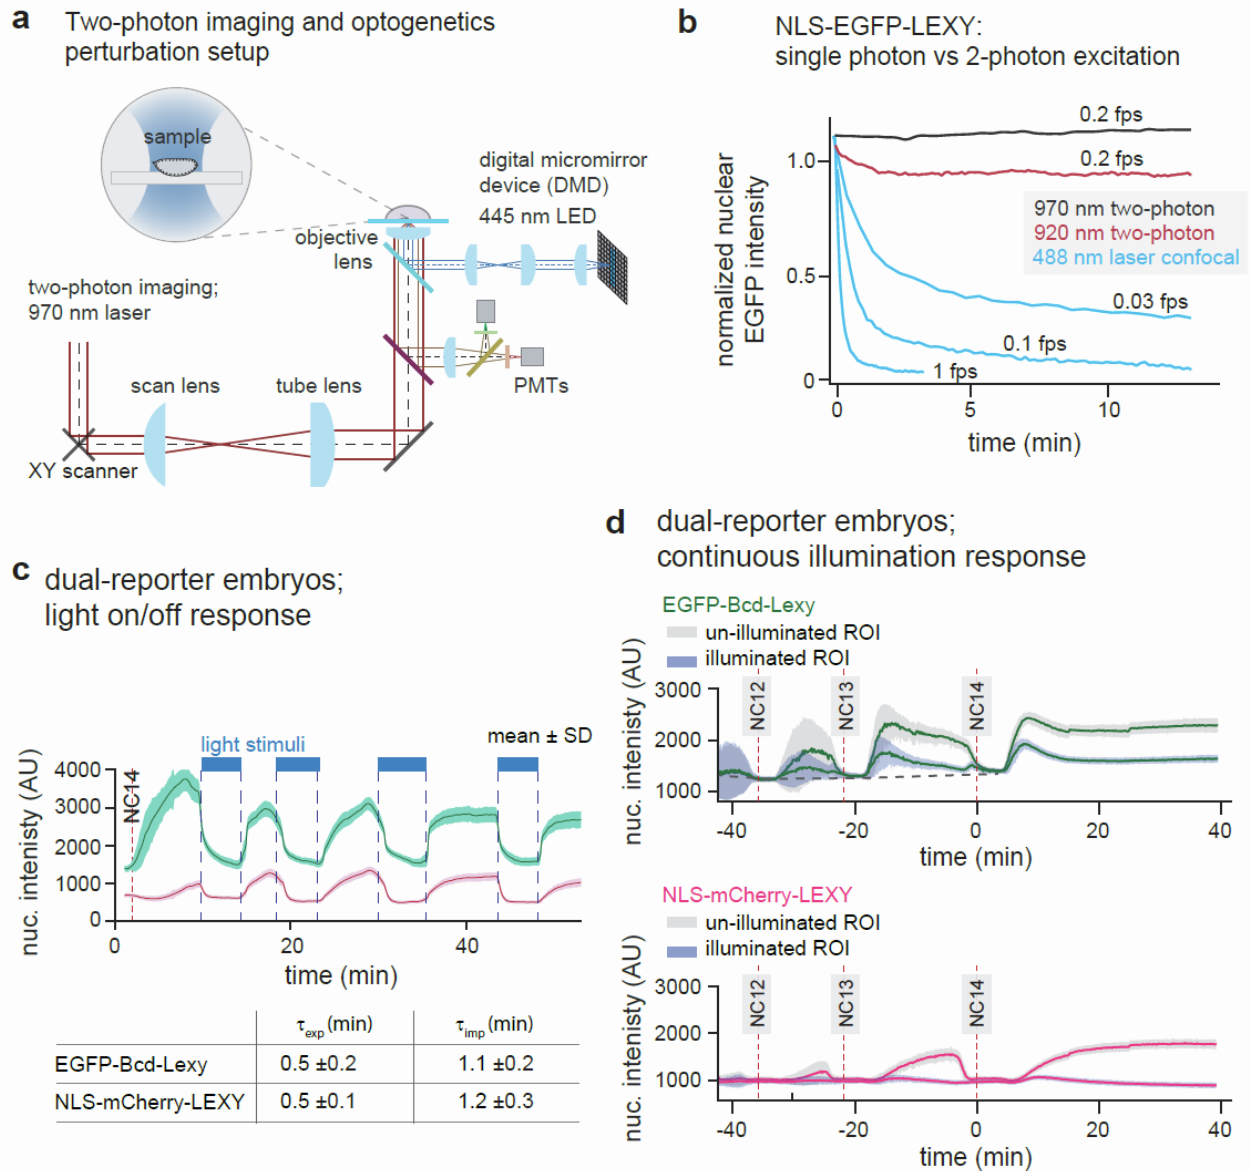 a
Two-photon imaging and optogenetics
perturbation setup
sample
digital micromirror
device (DMD)
445 nm LED
objective
lens
two-photon imaging;
970 nm laser
scan lens
tube lens
PMTs
XY scanner
b
NLS-EGFP-LEXY:
single photon vs 2-photon excitation
normalized nuclear
EGFP intensity
1.0
0.5
0
0.2 fps
0.2 fps
970 nm two-photon
920 nm two-photon
488 nm laser confocal
0.03 fps
0.1 fps
1 fps
0
5
10
time (min)
c
dual-reporter embryos;
light on/off response
nuc. intenisty (AU)
4000
3000
2000
1000
0
NC14
light stimuli
mean ± SD
0
20
40
time (min)
τexp (min)
τimp (min)
EGFP-Bcd-Lexy
0.5 ±0.2
1.1 ±0.2
NLS-mCherry-LEXY
0.5 ±0.1
1.2 ±0.3
d
dual-reporter embryos;
continuous illumination response
EGFP-Bcd-Lexy
un-illuminated ROI
illuminated ROI
nuc. intenisty (AU)
3000
2000
1000
NC12
NC13
NC14
-40
-20
0
20
40
time (min)
NLS-mCherry-LEXY
un-illuminated ROI
illuminated ROI
nuc. intenisty (AU)
3000
2000
1000
NC12
NC13
NC14
-40
-20
0
20
40
time (min)